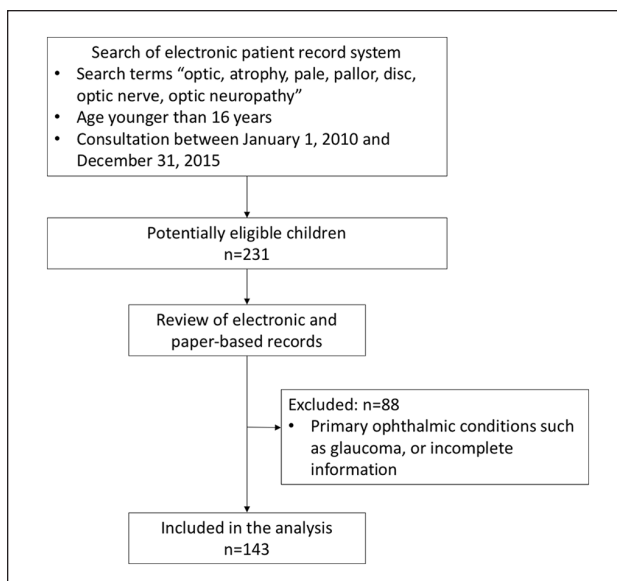 Search of electronic patient record system
• Search terms “optic, atrophy, pale, pallor, disc,
optic nerve, optic neuropathy”
• Age younger than 16 years
• Consultation between January 1, 2010 and
December 31, 2015
Potentially eligible children
n=231
Review of electronic and
paper-based records
Excluded: n=88
• Primary ophthalmic conditions such
as glaucoma, or incomplete
information
Included in the analysis
n=143